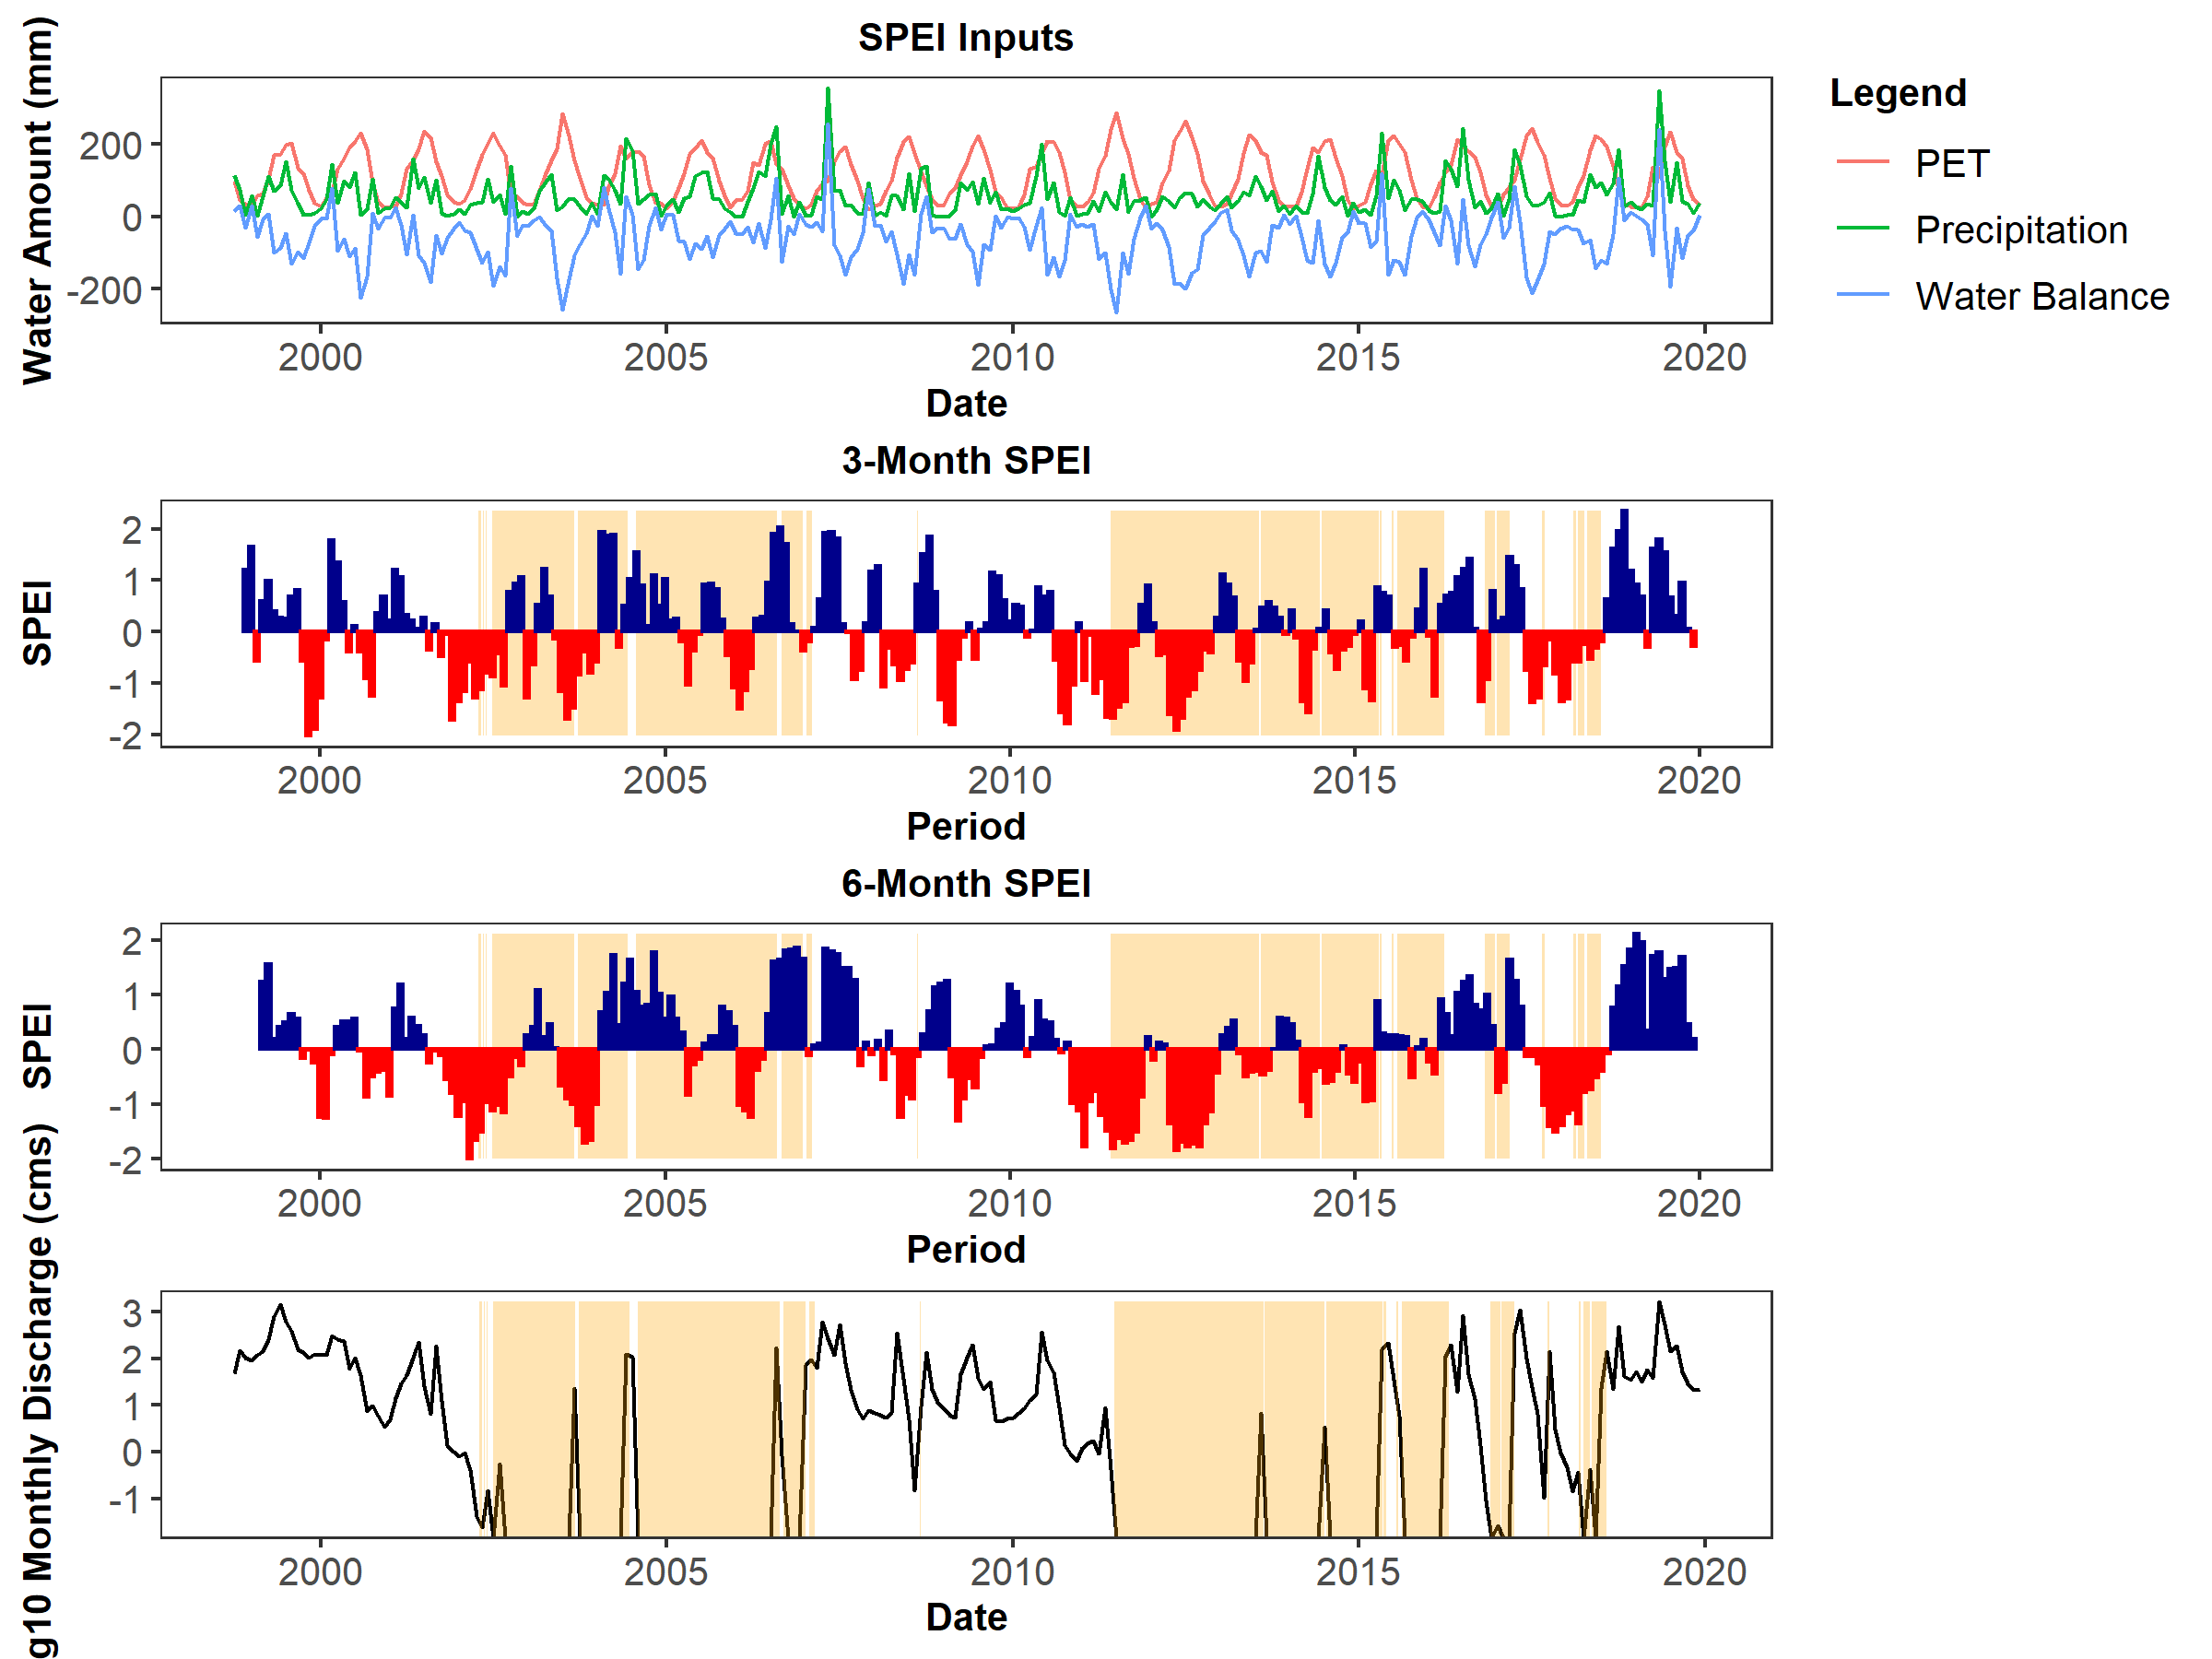 SPEI Inputs
Water Amount (mm)
200
0
-200
2000 2005 2010 2015 2020
Date
Legend
PET
Precipitation
Water Balance
3-Month SPEI
SPEI
2
1
0
-1
-2
2000 2005 2010 2015 2020
Period
6-Month SPEI
SPEI
2
1
0
-1
-2
2000 2005 2010 2015 2020
Period
g10 Monthly Discharge (cms)
3
2
1
0
-1
2000 2005 2010 2015 2020
Date